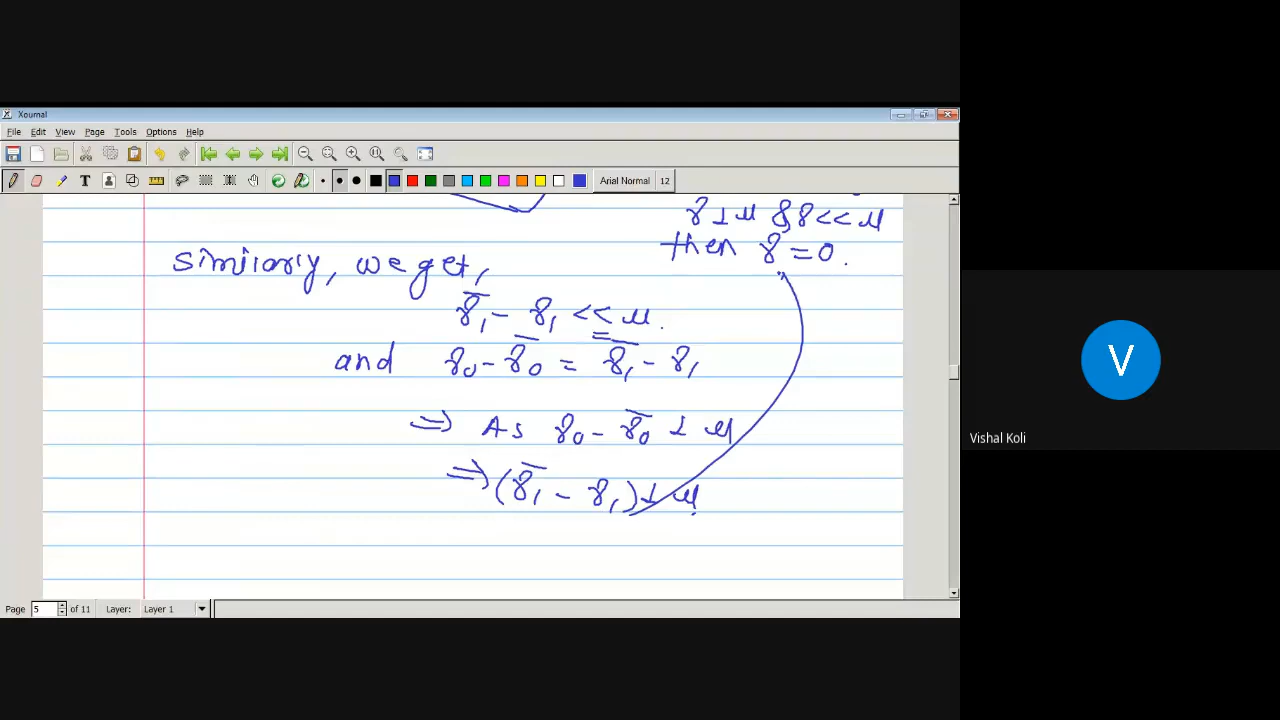 Xournal
File Edit View Page Tools Options Help
Arial Normal 12
γ ⊥ μ & γ << μ
then γ = 0.
Similarly, we get,
γ̄₁ - γ₁ << μ.
and γ₀ - γ̄₀ = γ̄₁ - γ₁
⇒ As γ₀ - γ̄₀ ⊥ μ
⇒ (γ̄₁ - γ₁) ⊥ μ
V
Vishal Koli
Page 5 of 11 Layer: Layer 1